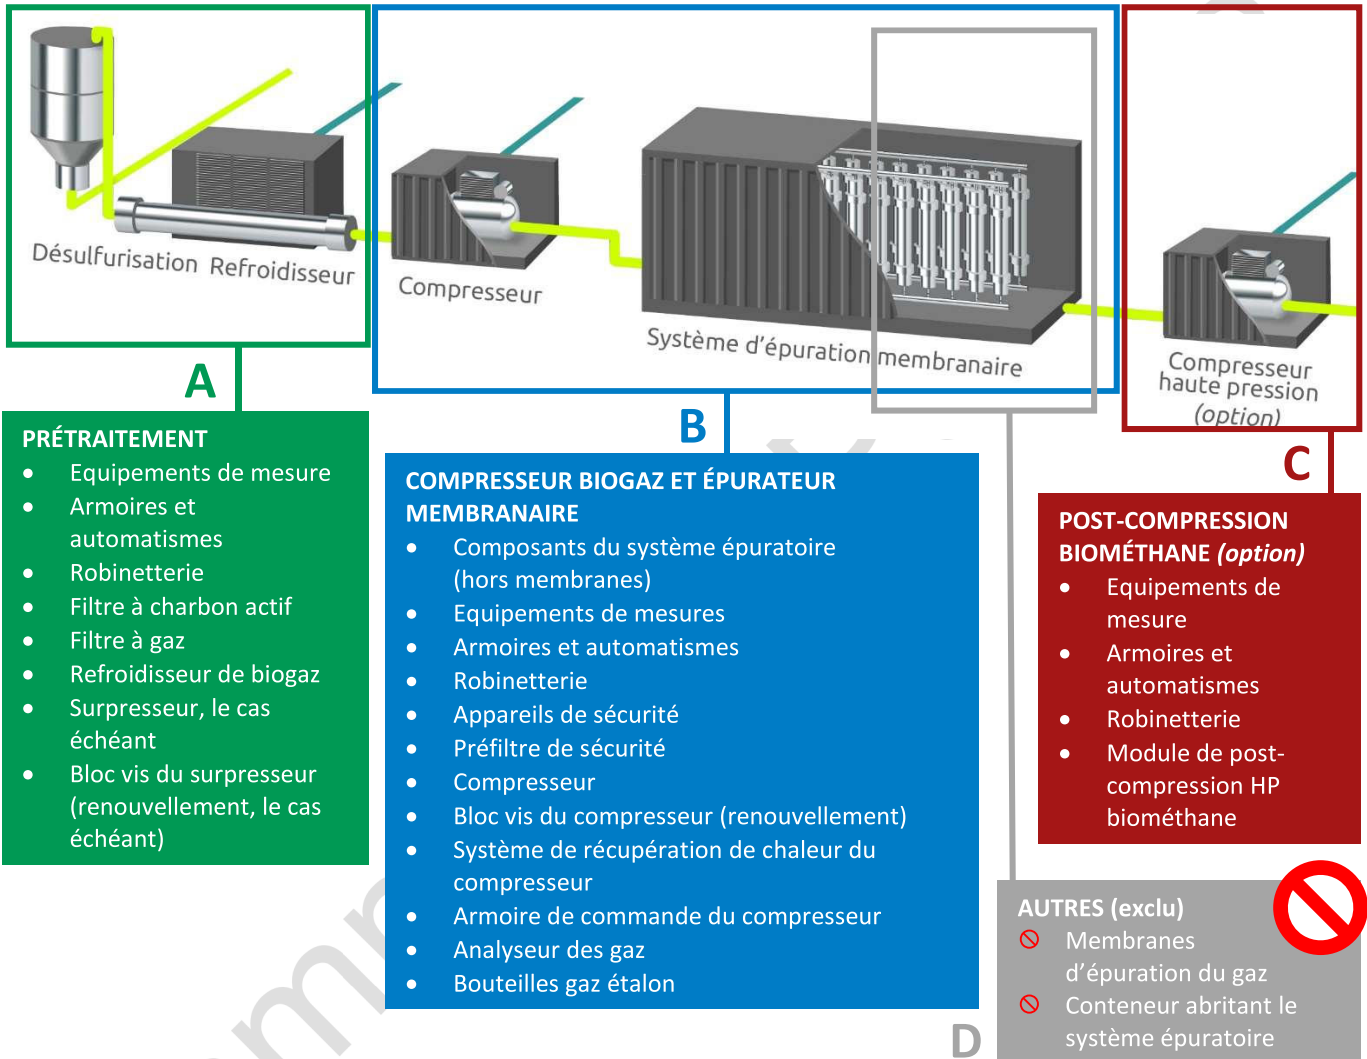 Désulfurisation Refroidisseur
Compresseur
Système d'épuration membranaire
Compresseur
haute pression
(option)
A
PRÉTRAITEMENT
• Equipements de mesure
• Armoires et
automatismes
• Robinetterie
• Filtre à charbon actif
• Filtre à gaz
• Refroidisseur de biogaz
• Surpresseur, le cas
échéant
• Bloc vis du surpresseur
(renouvellement, le cas
échéant)
B
COMPRESSEUR BIOGAZ ET ÉPURATEUR
MEMBRANAIRE
• Composants du système épuratoire
(hors membranes)
• Equipements de mesures
• Armoires et automatismes
• Robinetterie
• Appareils de sécurité
• Préfiltre de sécurité
• Compresseur
• Bloc vis du compresseur (renouvellement)
• Système de récupération de chaleur du
compresseur
• Armoire de commande du compresseur
• Analyseur des gaz
• Bouteilles gaz étalon
C
POST-COMPRESSION
BIOMÉTHANE (option)
• Equipements de
mesure
• Armoires et
automatismes
• Robinetterie
• Module de post-
compression HP
biométhane
D
AUTRES (exclu)
Membranes
d'épuration du gaz
Conteneur abritant le
système épuratoire